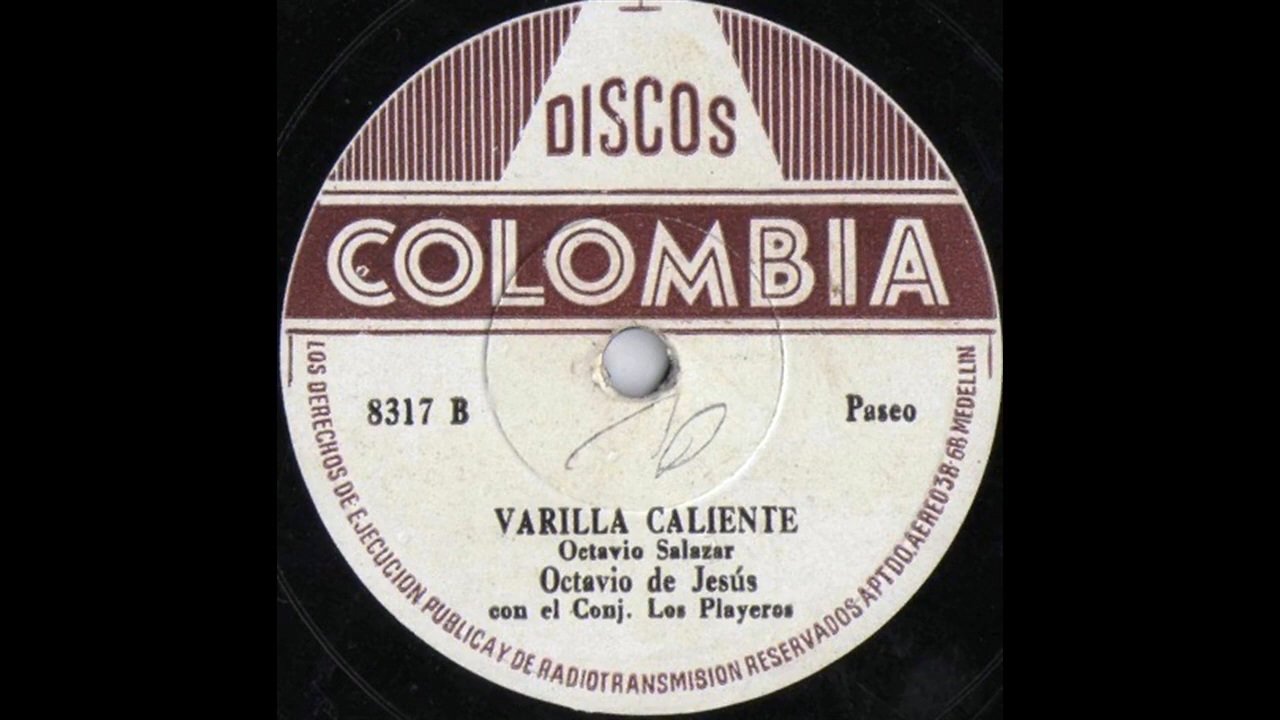 DISCOS
COLOMBIA
8317 B
Paseo
VARILLA CALIENTE
Octavio Salazar
Octavio de Jesús
con el Conj. Los Playeros
LOS DERECHOS DE EJECUCION PUBLICA Y DE RADIOTRANSMISION RESERVADOS APTDO. AEREO 38-68 MEDELLIN